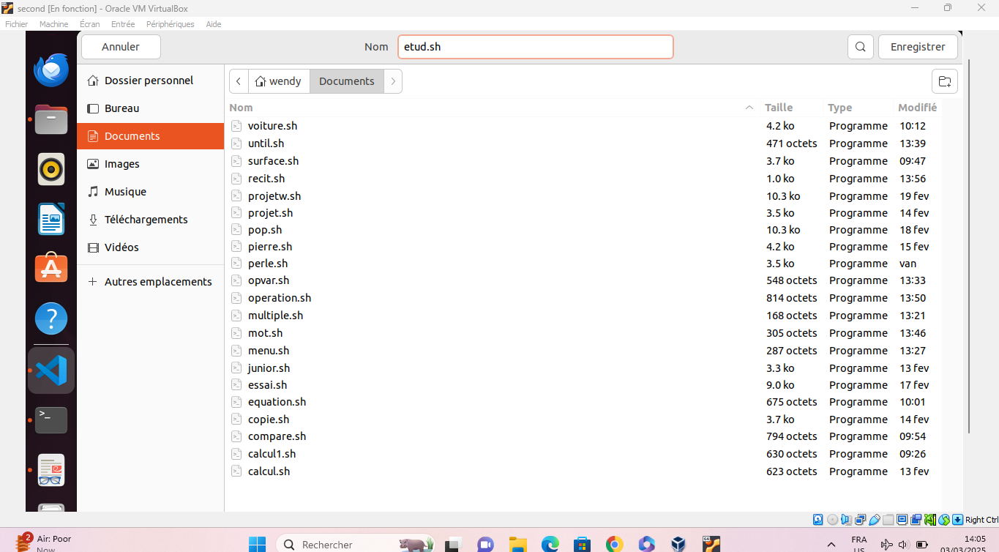 second [En fonction] - Oracle VM VirtualBox
Fichier Machine Écran Entrée Périphériques Aide
Annuler Nom etud.sh Enregistrer
Dossier personnel
Bureau
Documents
Images
Musique
Téléchargements
Vidéos
+ Autres emplacements
wendy Documents
Nom Taille Type Modifié
voiture.sh 4.2 ko Programme 10:12
until.sh 471 octets Programme 13:39
surface.sh 3.7 ko Programme 09:47
recit.sh 1.0 ko Programme 13:56
projetw.sh 10.3 ko Programme 19 fev
projet.sh 3.5 ko Programme 14 fev
pop.sh 10.3 ko Programme 18 fev
pierre.sh 4.2 ko Programme 15 fev
perle.sh 3.5 ko Programme van
opvar.sh 548 octets Programme 13:33
operation.sh 814 octets Programme 13:50
multiple.sh 168 octets Programme 13:21
mot.sh 305 octets Programme 13:46
menu.sh 287 octets Programme 13:27
junior.sh 3.3 ko Programme 13 fev
essai.sh 9.0 ko Programme 17 fev
equation.sh 675 octets Programme 10:01
copie.sh 3.7 ko Programme 14 fev
compare.sh 794 octets Programme 09:54
calcul1.sh 630 octets Programme 09:26
calcul.sh 623 octets Programme 13 fev
Right Ctrl
2 Air: Poor
Now
Rechercher
FRA
US
14:05
03/03/2025